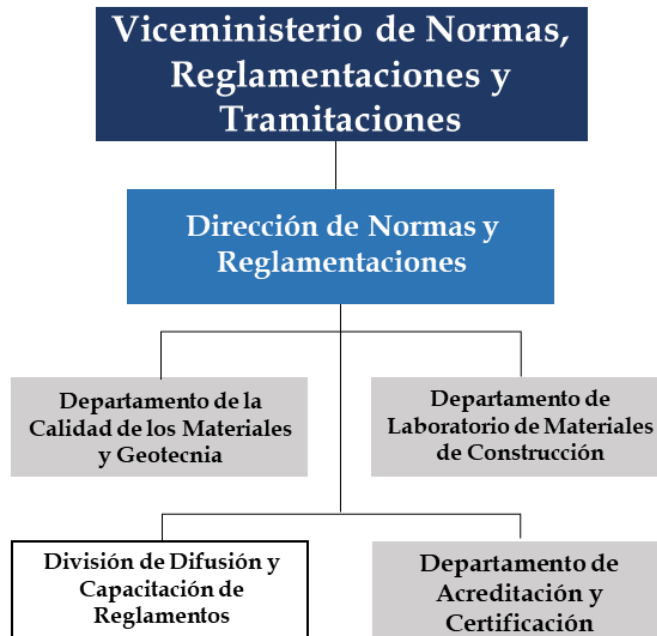 Viceministerio de Normas,
Reglamentaciones y
Tramitaciones
Dirección de Normas y
Reglamentaciones
Departamento de la
Calidad de los Materiales
y Geotecnia
Departamento de
Laboratorio de Materiales
de Construcción
División de Difusión y
Capacitación de
Reglamentos
Departamento de
Acreditación y
Certificación